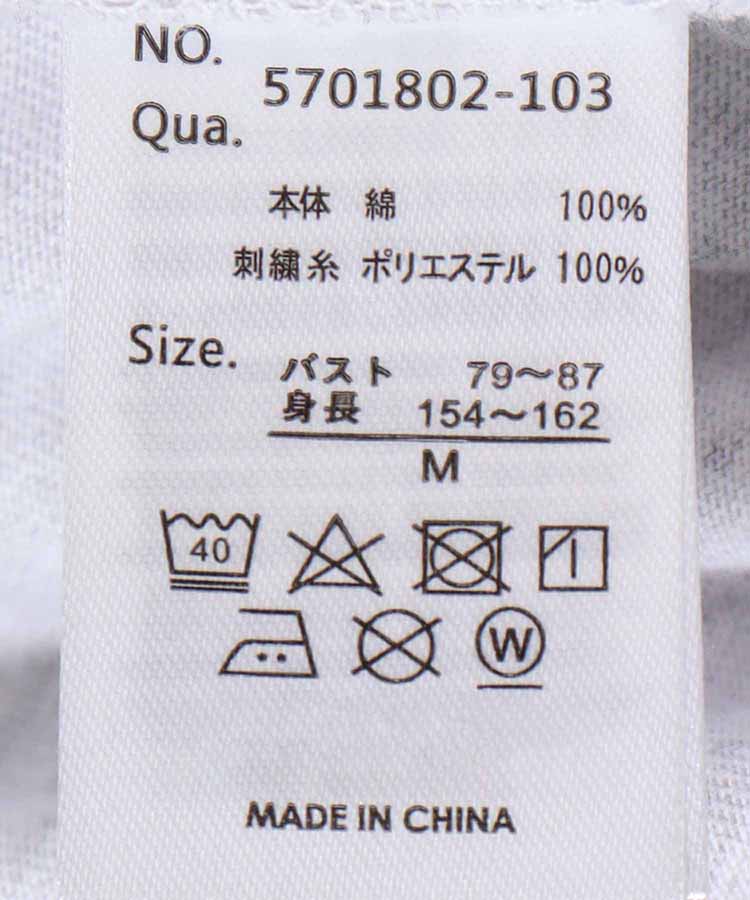 NO.
5701802-103
Qua.
本体 綿 100%
刺繍糸 ポリエステル 100%
Size.
バスト 79～87
身長 154～162
M
40
W
MADE IN CHINA